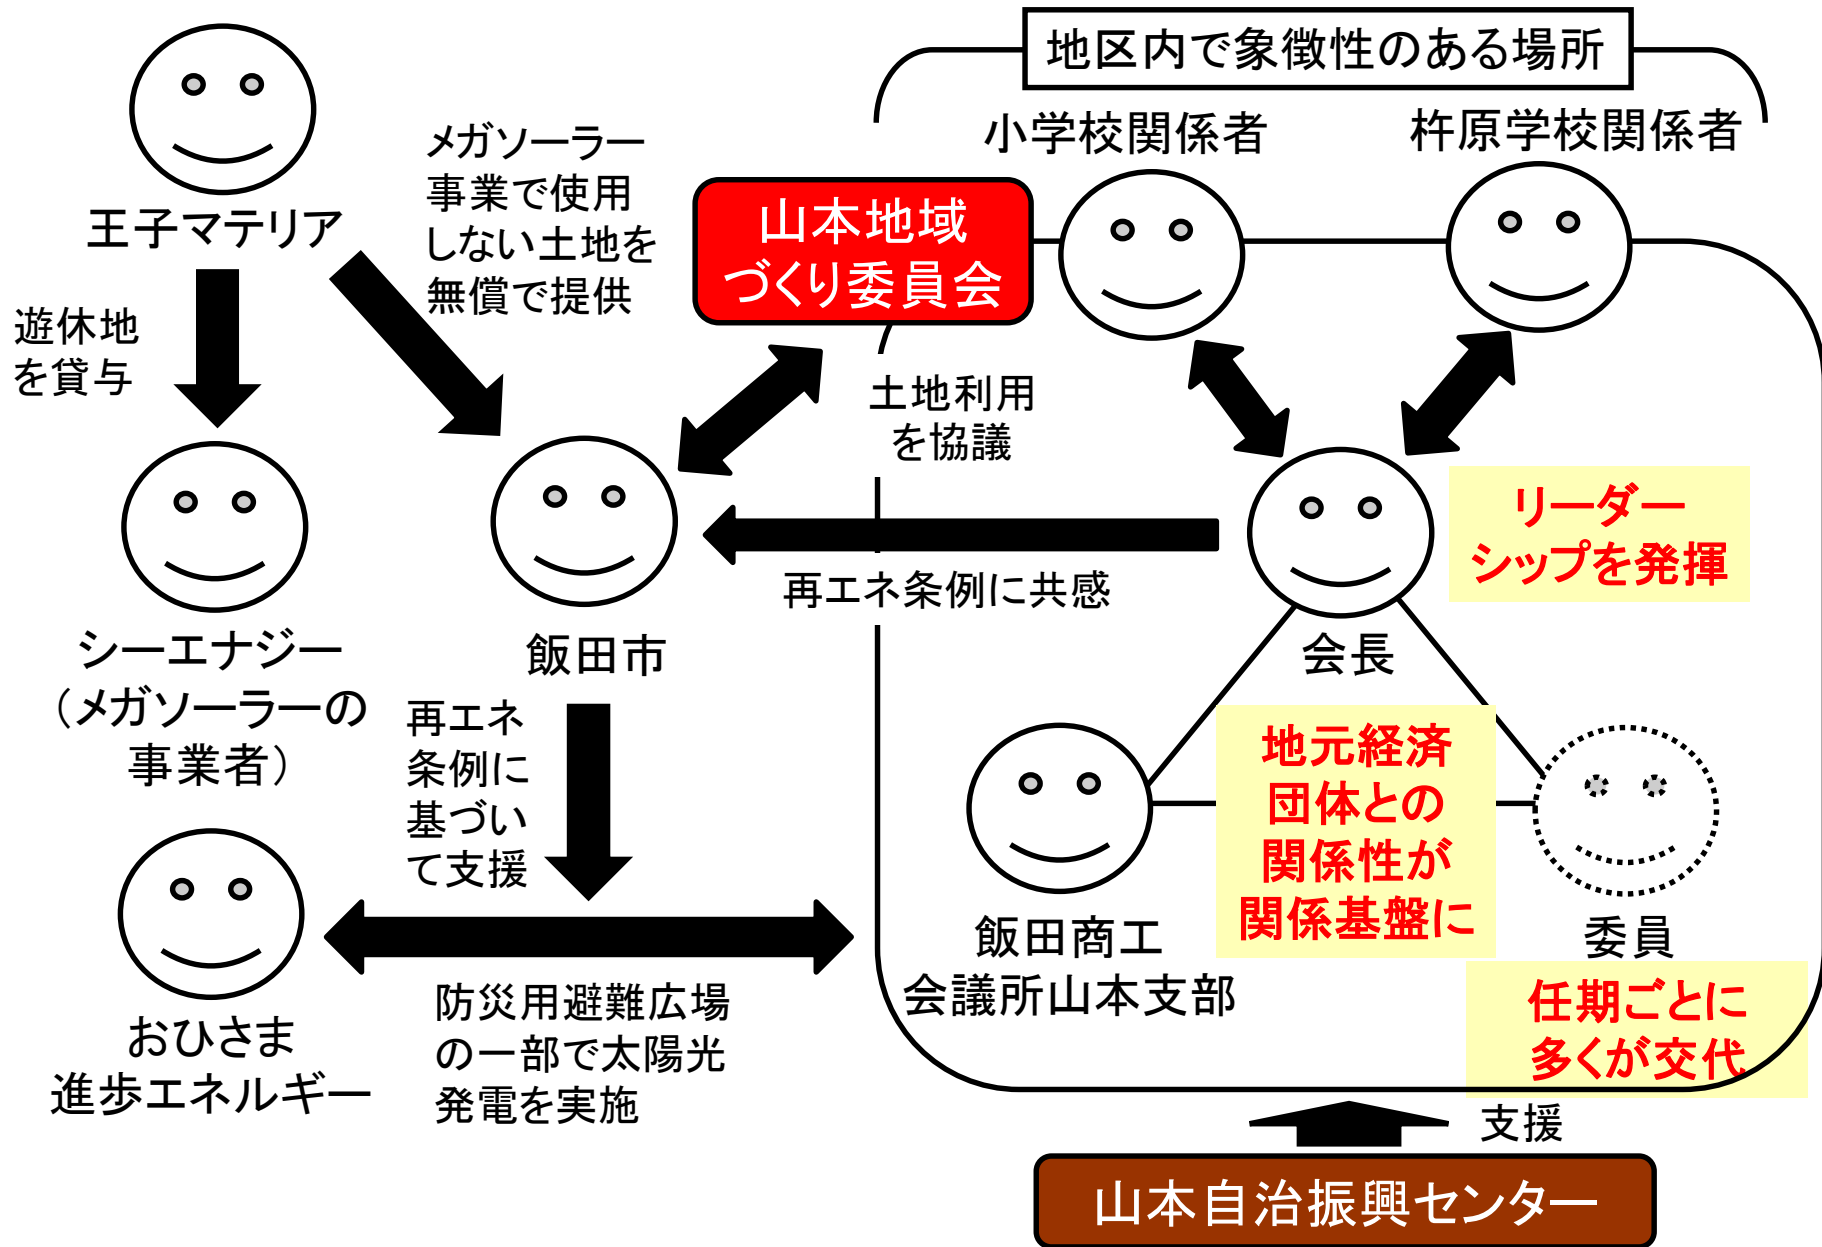 地区内で象徴性のある場所
小学校関係者
杵原学校関係者
王子マテリア
メガソーラー
事業で使用
しない土地を
無償で提供
山本地域
づくり委員会
遊休地
を貸与
土地利用
を協議
リーダー
シップを発揮
再エネ条例に共感
シーエナジー
（メガソーラーの
事業者）
飯田市
会長
再エネ
条例に
基づい
て支援
地元経済
団体との
関係性が
関係基盤に
飯田商工
会議所山本支部
委員
任期ごとに
多くが交代
おひさま
進歩エネルギー
防災用避難広場
の一部で太陽光
発電を実施
支援
山本自治振興センター